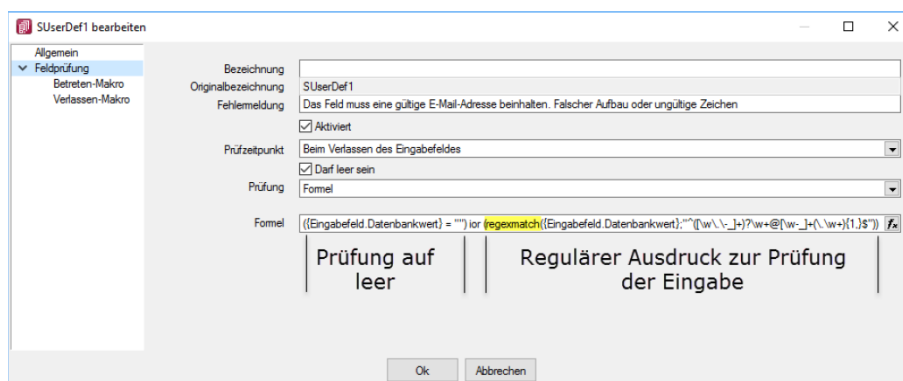 SUserDef1 bearbeiten
Allgemein
Feldprüfung
Betreten-Makro
Verlassen-Makro
Bezeichnung
Originalbezeichnung SUserDef1
Fehlermeldung Das Feld muss eine gültige E-Mail-Adresse beinhalten. Falscher Aufbau oder ungültige Zeichen
Aktiviert
Prüfzeitpunkt Beim Verlassen des Eingabefeldes
Darf leer sein
Prüfung Formel
Formel ({Eingabefeld.Datenbankwert} = "") ior (regexmatch({Eingabefeld.Datenbankwert};"^([\w\.\-_]+)?\w+@[\w-_]+(\.\w+){1,}$")) fx
Prüfung auf
leer
Regulärer Ausdruck zur Prüfung
der Eingabe
Ok Abbrechen